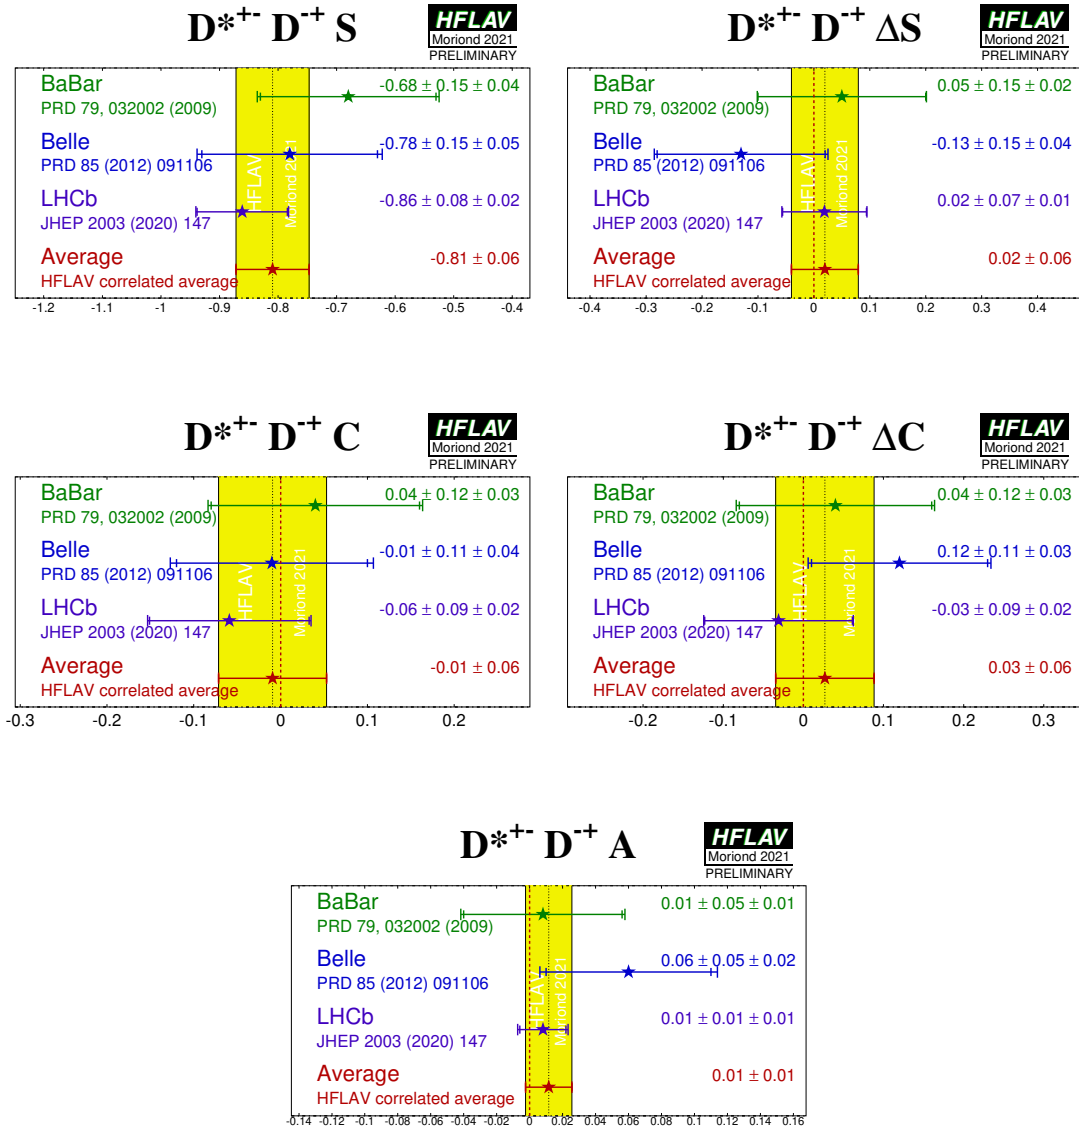 D*+- D-+ S
HFLAV
Moriond 2021
PRELIMINARY
BaBar
PRD 79, 032002 (2009)
-0.68 ± 0.15 ± 0.04
Belle
PRD 85 (2012) 091106
-0.78 ± 0.15 ± 0.05
LHCb
JHEP 2003 (2020) 147
-0.86 ± 0.08 ± 0.02
Average
HFLAV correlated average
-0.81 ± 0.06
HFLAV
Moriond 2021
-1.2 -1.1 -1 -0.9 -0.8 -0.7 -0.6 -0.5 -0.4
D*+- D-+ ΔS
HFLAV
Moriond 2021
PRELIMINARY
BaBar
PRD 79, 032002 (2009)
0.05 ± 0.15 ± 0.02
Belle
PRD 85 (2012) 091106
-0.13 ± 0.15 ± 0.04
LHCb
JHEP 2003 (2020) 147
0.02 ± 0.07 ± 0.01
Average
HFLAV correlated average
0.02 ± 0.06
HFLAV
Moriond 2021
-0.4 -0.3 -0.2 -0.1 0 0.1 0.2 0.3 0.4
D*+- D-+ C
HFLAV
Moriond 2021
PRELIMINARY
BaBar
PRD 79, 032002 (2009)
0.04 ± 0.12 ± 0.03
Belle
PRD 85 (2012) 091106
-0.01 ± 0.11 ± 0.04
LHCb
JHEP 2003 (2020) 147
-0.06 ± 0.09 ± 0.02
Average
HFLAV correlated average
-0.01 ± 0.06
HFLAV
Moriond 2021
-0.3 -0.2 -0.1 0 0.1 0.2
D*+- D-+ ΔC
HFLAV
Moriond 2021
PRELIMINARY
BaBar
PRD 79, 032002 (2009)
0.04 ± 0.12 ± 0.03
Belle
PRD 85 (2012) 091106
0.12 ± 0.11 ± 0.03
LHCb
JHEP 2003 (2020) 147
-0.03 ± 0.09 ± 0.02
Average
HFLAV correlated average
0.03 ± 0.06
HFLAV
Moriond 2021
-0.2 -0.1 0 0.1 0.2 0.3
D*+- D-+ A
HFLAV
Moriond 2021
PRELIMINARY
BaBar
PRD 79, 032002 (2009)
0.01 ± 0.05 ± 0.01
Belle
PRD 85 (2012) 091106
0.06 ± 0.05 ± 0.02
LHCb
JHEP 2003 (2020) 147
0.01 ± 0.01 ± 0.01
Average
HFLAV correlated average
0.01 ± 0.01
HFLAV
Moriond 2021
-0.14 -0.12 -0.1 -0.08 -0.06 -0.04 -0.02 0 0.02 0.04 0.06 0.08 0.1 0.12 0.14 0.16